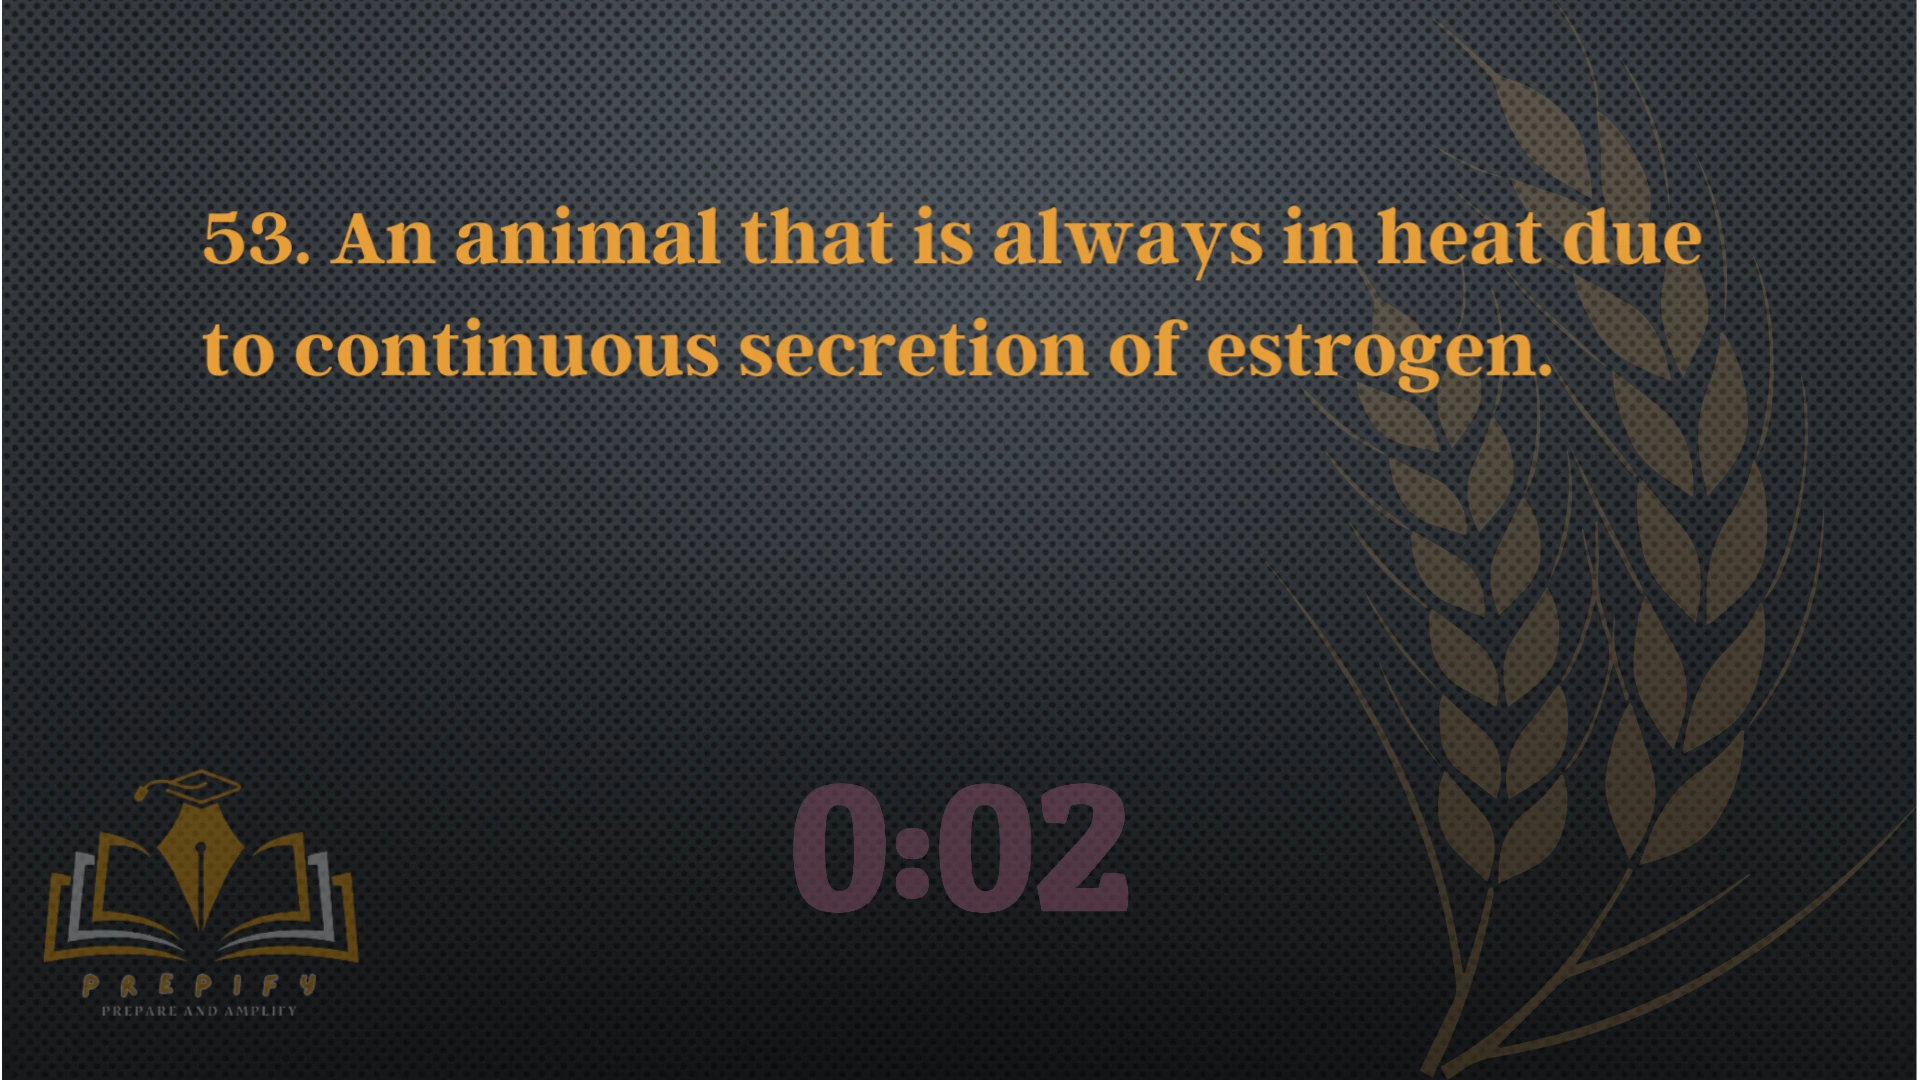 53. An animal that is always in heat due
to continuous secretion of estrogen.
0:02
PREPIFY
PREPARE AND AMPLIFY